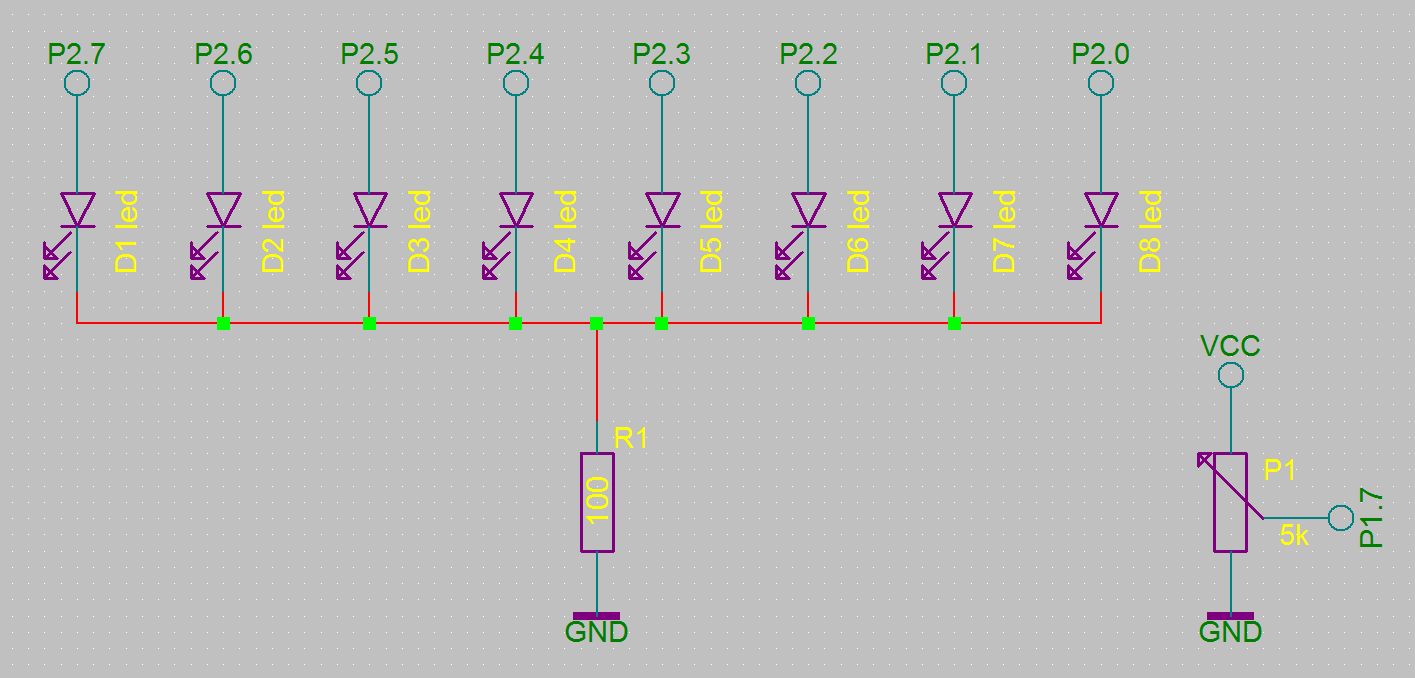 P2.7 P2.6 P2.5 P2.4 P2.3 P2.2 P2.1 P2.0
D1 led D2 led D3 led D4 led D5 led D6 led D7 led D8 led
VCC
R1
100
P1
5k
P1.7
GND
GND